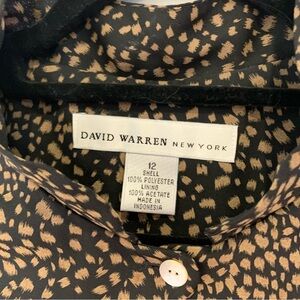 DAVID WARREN NEW YORK
12
SHELL
100% POLYESTER
LINING
100% ACETATE
MADE IN
INDONESIA